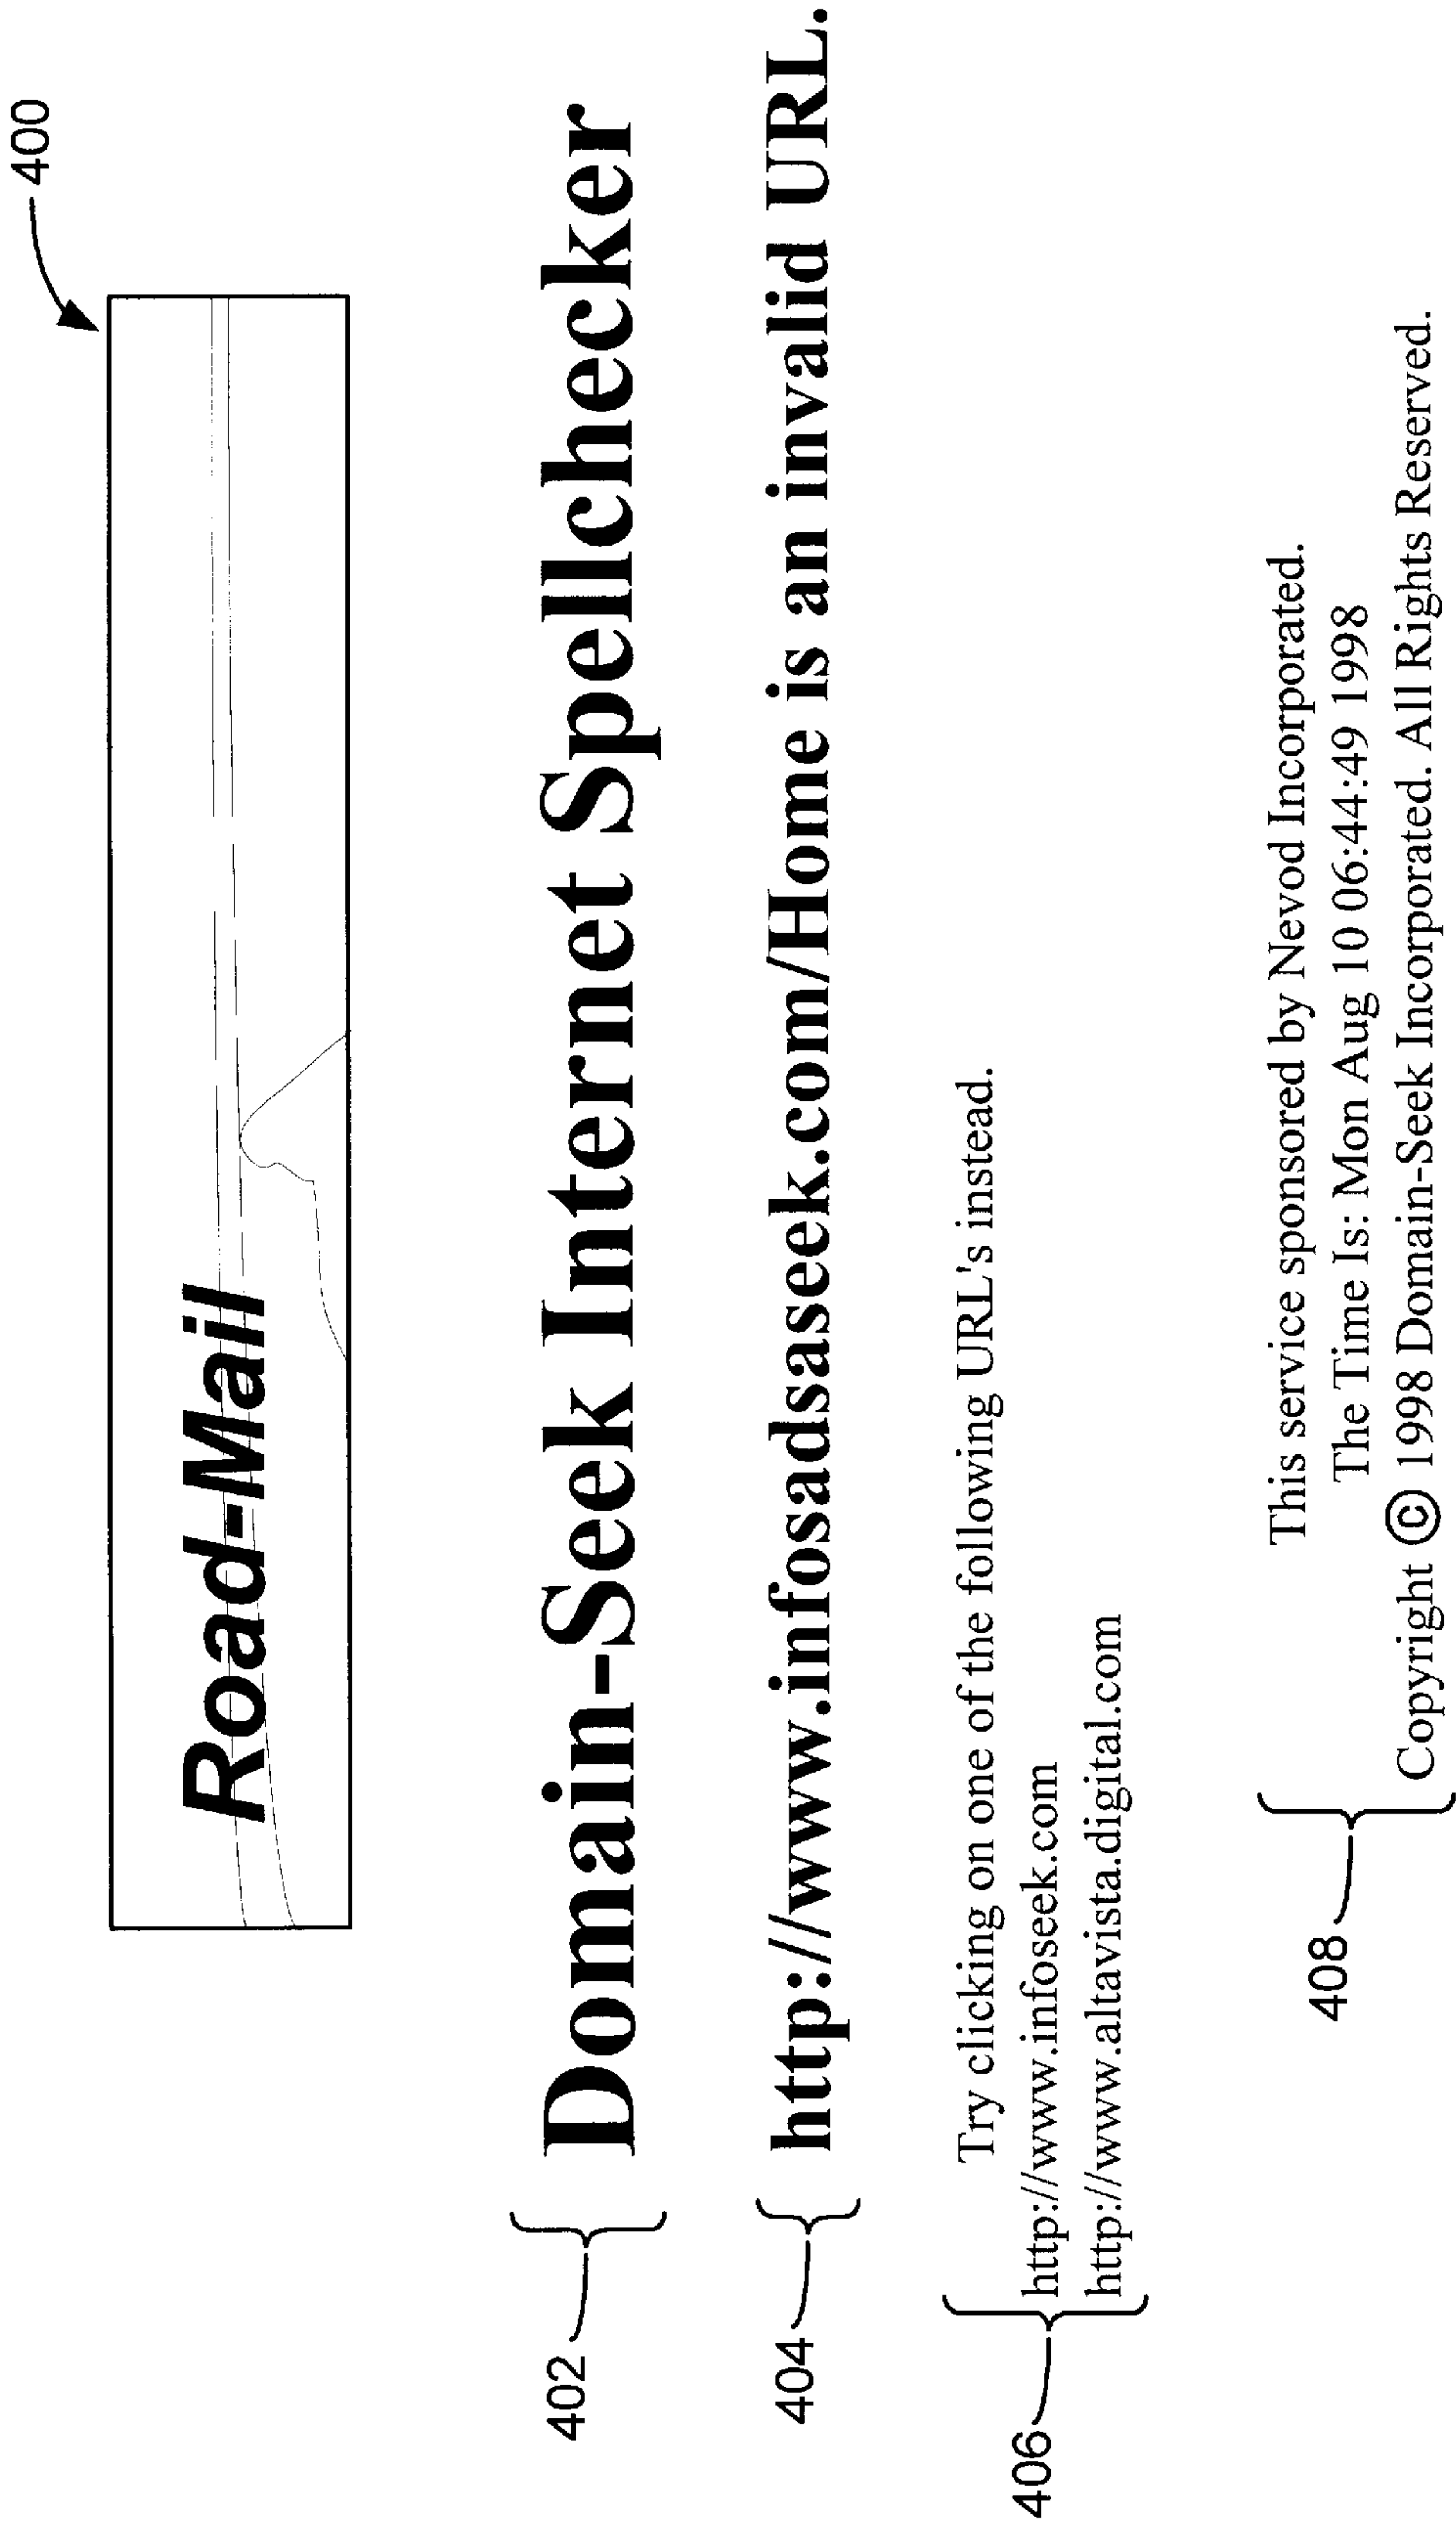 400
Road-Mail
402
Domain-Seek Internet Spellchecker
404
http://www.infosadsaseek.com/Home is an invalid URL.
406
Try clicking on one of the following URL's instead.
http://www.infoseek.com
http://www.altavista.digital.com
408
This service sponsored by Nevod Incorporated.
The Time Is: Mon Aug 10 06:44:49 1998
Copyright © 1998 Domain-Seek Incorporated. All Rights Reserved.